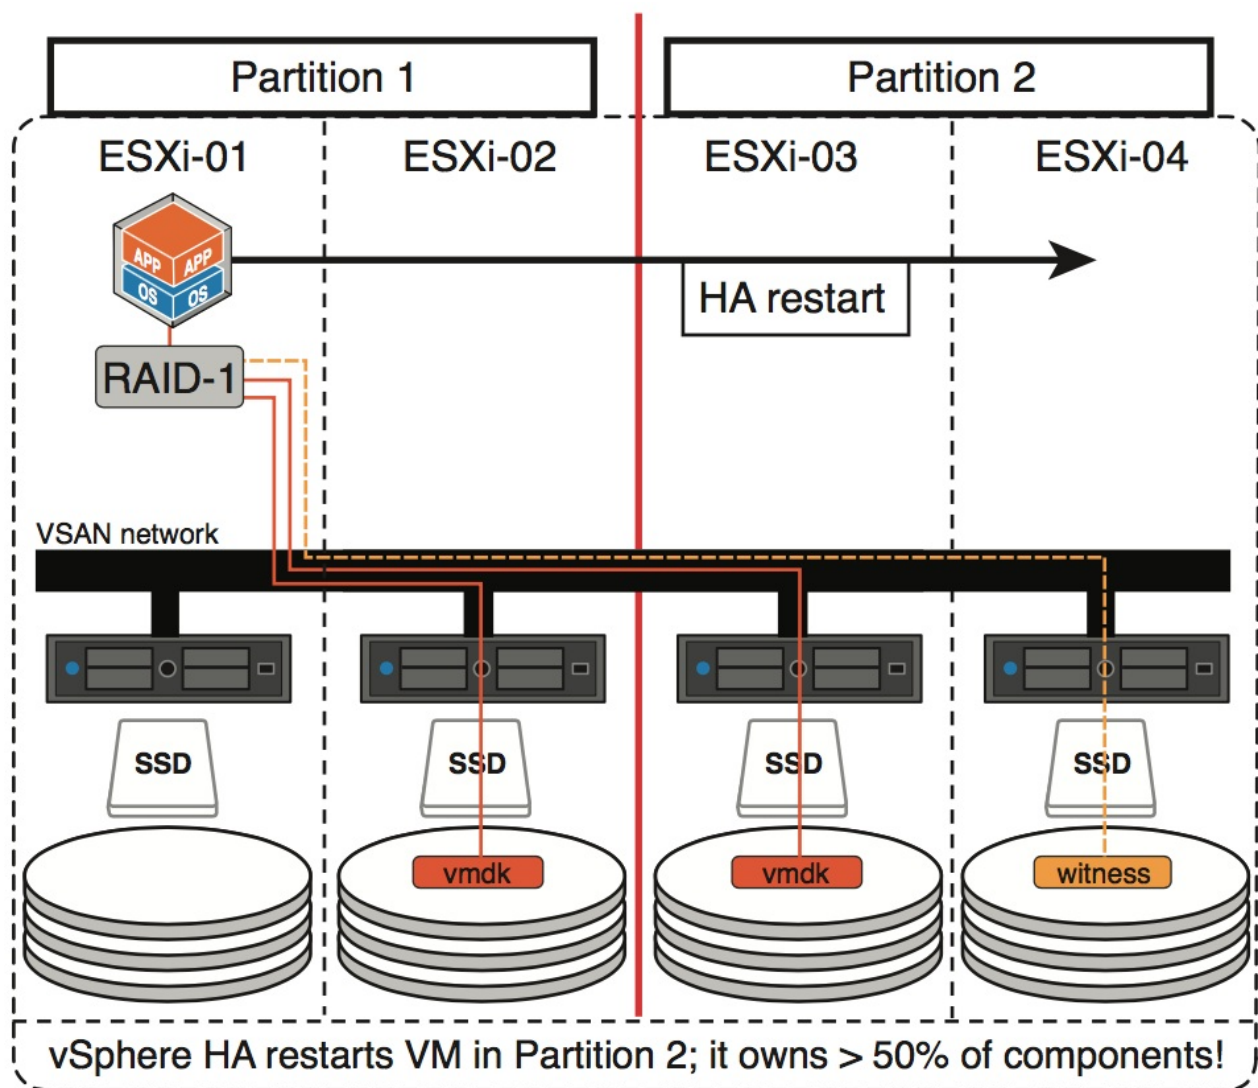 Partition 1
Partition 2
ESXi-01
ESXi-02
ESXi-03
ESXi-04
APP APP
OS OS
HA restart
RAID-1
VSAN network
SSD
SSD
SSD
SSD
vmdk
vmdk
witness
vSphere HA restarts VM in Partition 2; it owns > 50% of components!